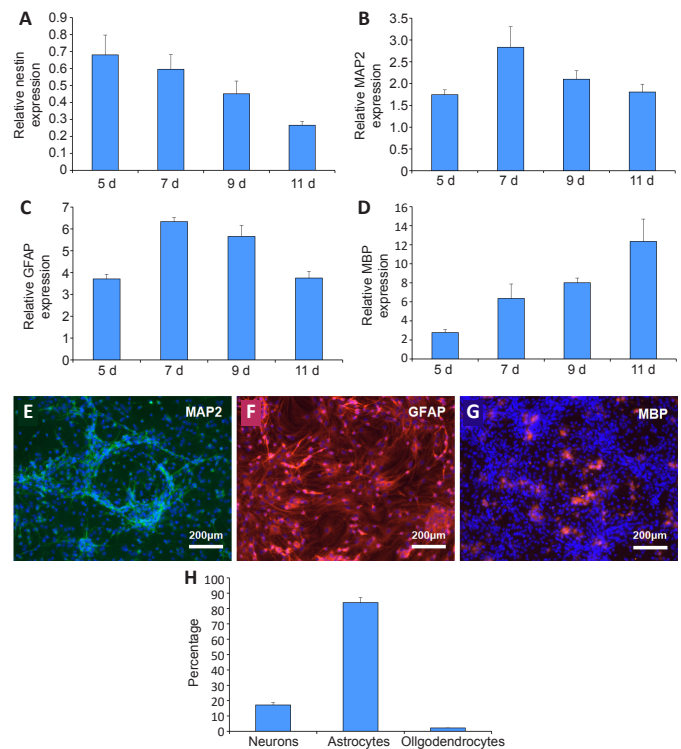 A
Relative nestin
expression
0.9
0.8
0.7
0.6
0.5
0.4
0.3
0.2
0.1
0
5 d 7 d 9 d 11 d
B
Relative MAP2
expression
3.5
3.0
2.5
2.0
1.5
1.0
0.5
0
5 d 7 d 9 d 11 d
C
Relative GFAP
expression
7
6
5
4
3
2
1
0
5 d 7 d 9 d 11 d
D
Relative MBP
expression
16
14
12
10
8
6
4
2
0
5 d 7 d 9 d 11 d
E MAP2
200µm
F GFAP
200µm
G MBP
200µm
H
Percentage
100
90
80
70
60
50
40
30
20
10
0
Neurons Astrocytes Ollgodendrocytes